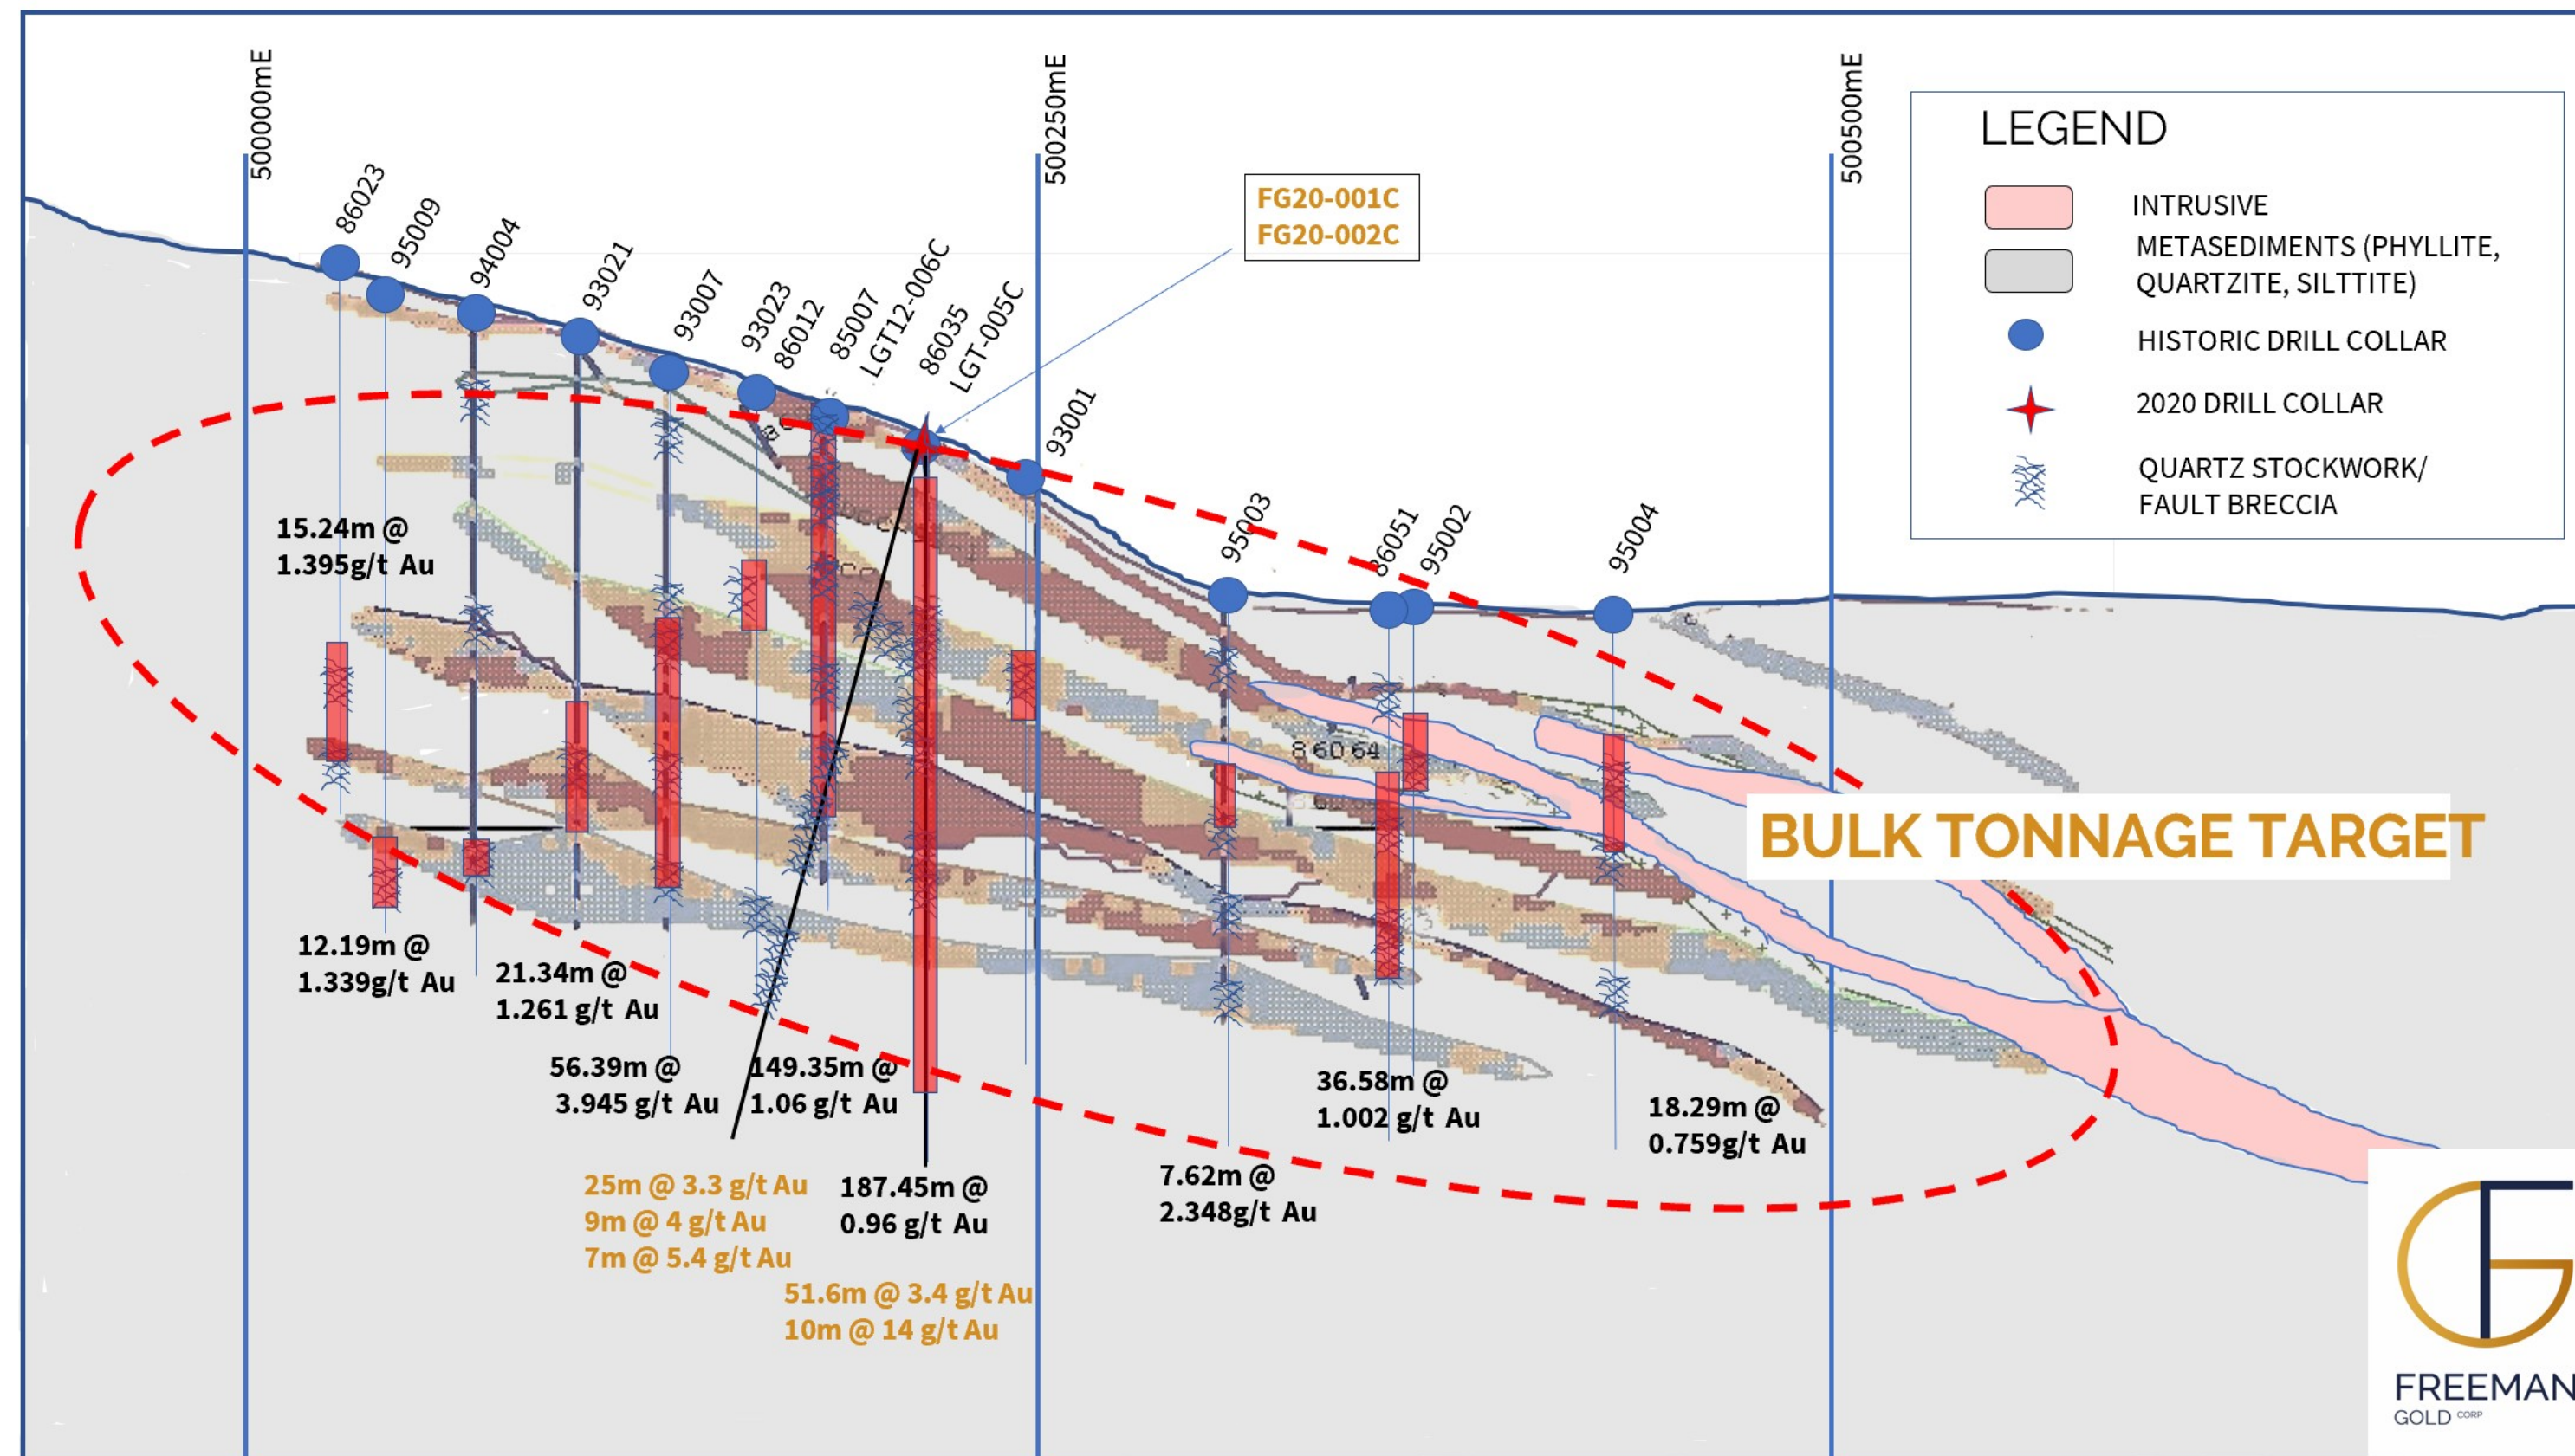 500000mE
500250mE
500500mE
86023
95009
94004
93021
93007
93023
86012
85007
LGT12-006C
86035
LGT-005C
93001
95003
86051
95002
95004
FG20-001C
FG20-002C
LEGEND
INTRUSIVE
METASEDIMENTS (PHYLLITE,
QUARTZITE, SILTTITE)
HISTORIC DRILL COLLAR
2020 DRILL COLLAR
QUARTZ STOCKWORK/
FAULT BRECCIA
15.24m @
1.395g/t Au
8 60 64
BULK TONNAGE TARGET
12.19m @
1.339g/t Au
21.34m @
1.261 g/t Au
56.39m @
3.945 g/t Au
149.35m @
1.06 g/t Au
36.58m @
1.002 g/t Au
18.29m @
0.759g/t Au
25m @ 3.3 g/t Au
9m @ 4 g/t Au
7m @ 5.4 g/t Au
187.45m @
0.96 g/t Au
7.62m @
2.348g/t Au
51.6m @ 3.4 g/t Au
10m @ 14 g/t Au
FREEMAN
GOLD CORP